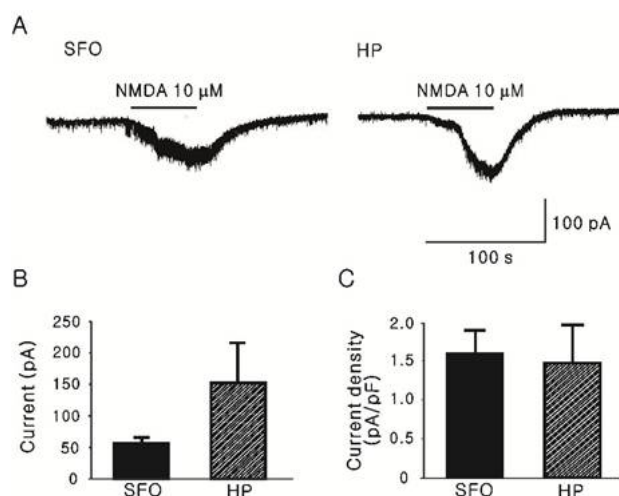 A
SFO
HP
NMDA 10 μM
NMDA 10 μM
100 pA
100 s
B
C
Current (pA)
250
200
150
100
50
0
SFO
HP
Current density
(pA/pF)
2.0
1.5
1.0
0.5
0
SFO
HP